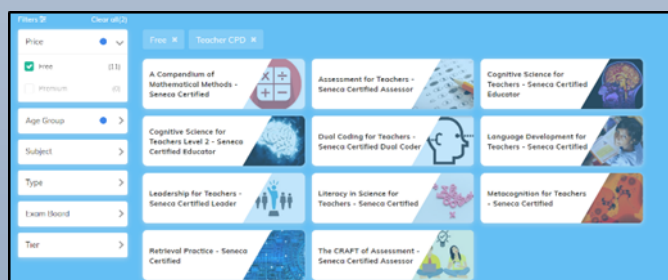 Filters
Clear all(2)
Price
Free
(11)
Premium
(0)
Age Group
Subject
Type
Exam Board
Tier
Free ×
Teacher CPD ×
A Compendium of
Mathematical Methods -
Seneca Certified
Assessment for Teachers -
Seneca Certified Assessor
Cognitive Science for
Teachers - Seneca Certified
Educator
Cognitive Science for
Teachers Level 2 - Seneca
Certified Educator
Dual Coding for Teachers -
Seneca Certified Dual Coder
Language Development for
Teachers - Seneca Certified
Leadership for Teachers -
Seneca Certified Leader
Literacy in Science for
Teachers - Seneca Certified
Metacognition for Teachers
- Seneca Certified
Retrieval Practice - Seneca
Certified
The CRAFT of Assessment -
Seneca Certified Assessor